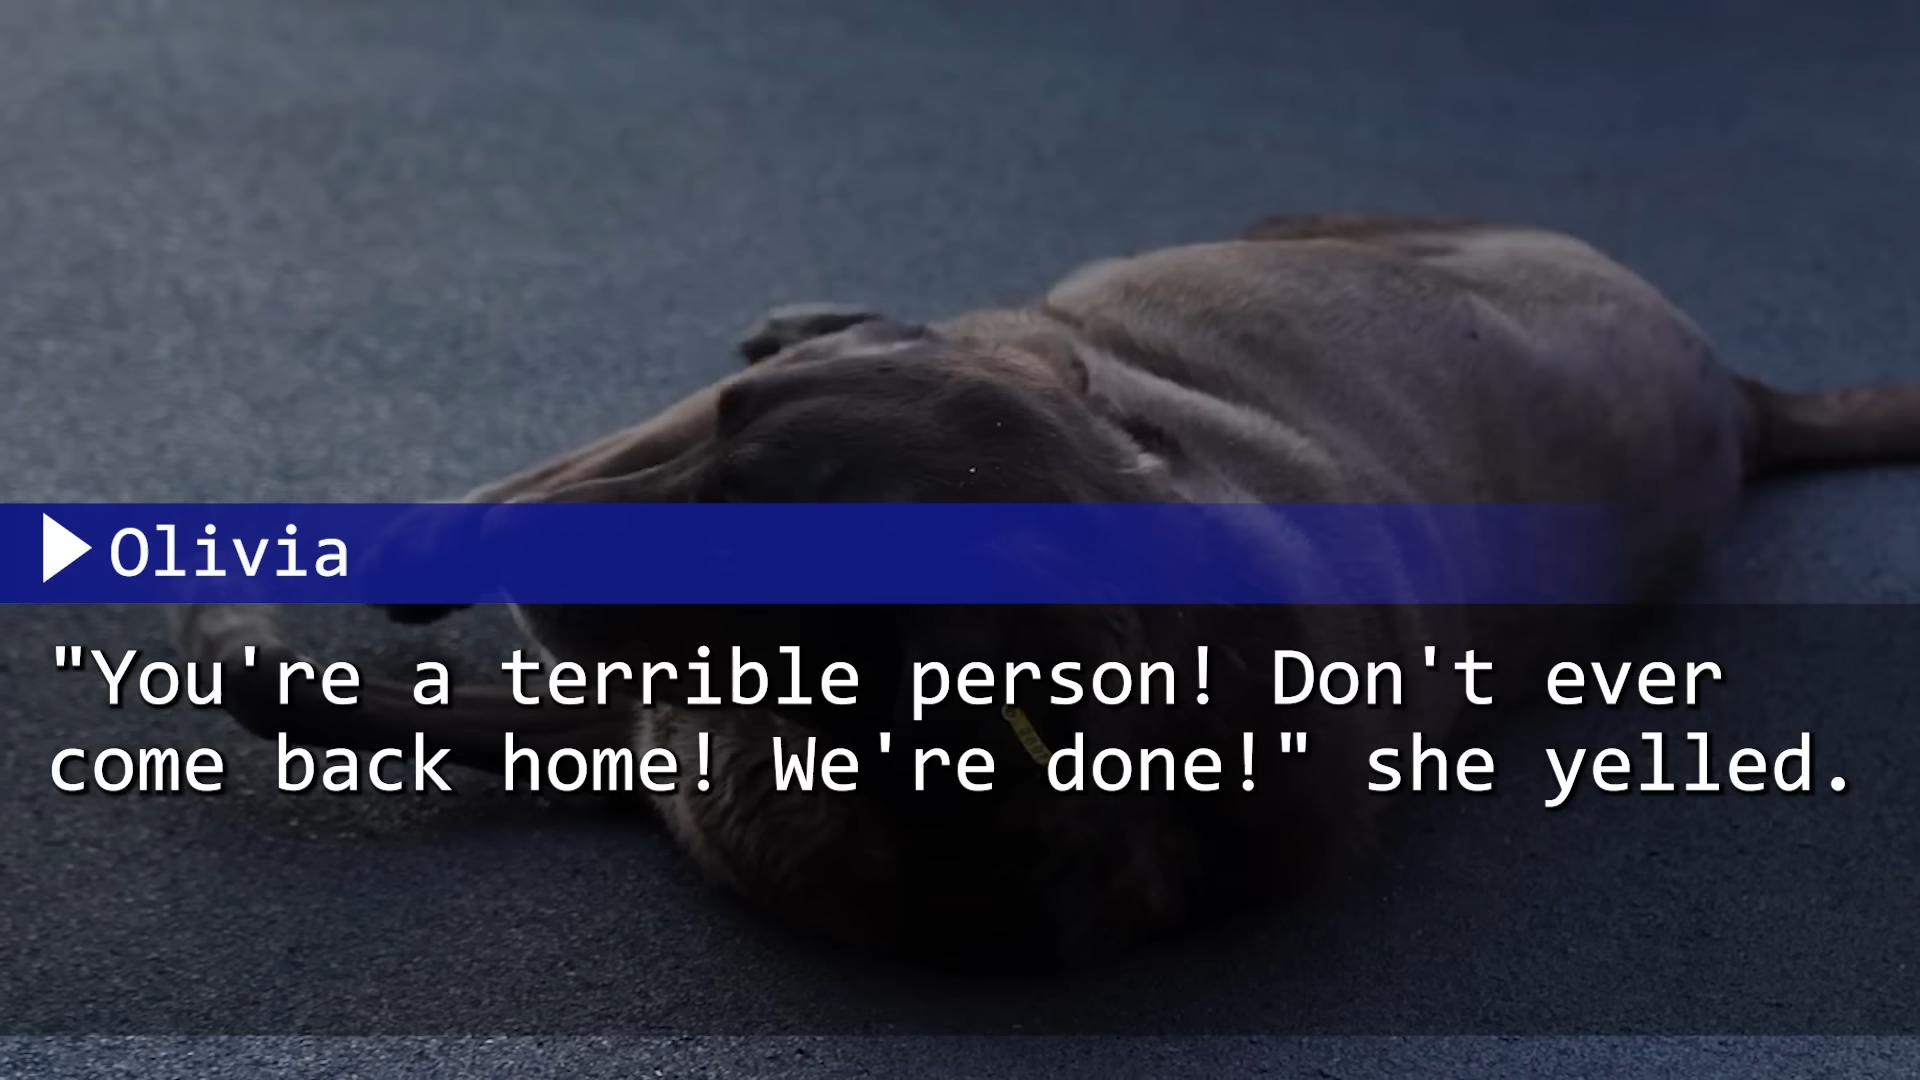 Olivia
"You're a terrible person! Don't ever
come back home! We're done!" she yelled.